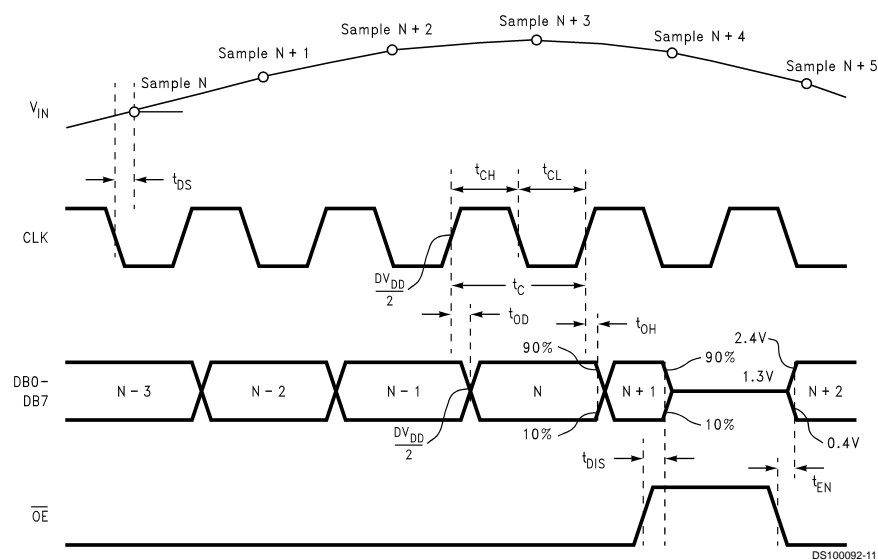 Sample N + 3
Sample N + 2
Sample N + 4
Sample N + 1
Sample N + 5
Sample N
VIN
tDS
tCH
tCL
CLK
DVDD
2
tC
tOD
tOH
2.4V
90%
90%
1.3V
DB0-
DB7
N - 3
N - 2
N - 1
N
N + 1
N + 2
DVDD
2
10%
10%
0.4V
tDIS
tEN
OE
DS100092-11